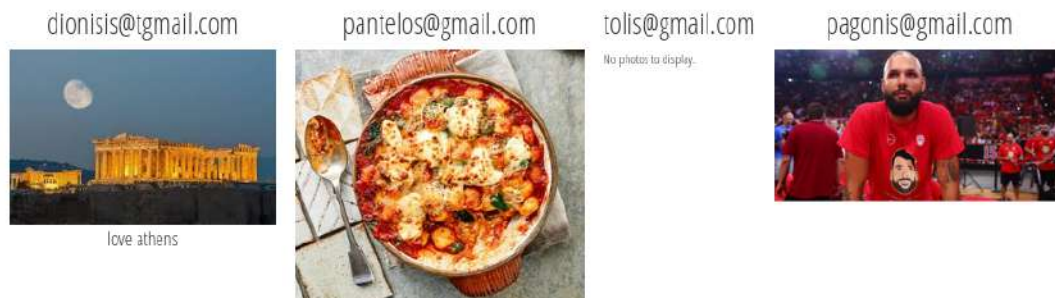 dionisis@tgmail.com
pantelos@gmail.com
tolis@gmail.com
pagonis@gmail.com
No photos to display.
love athens